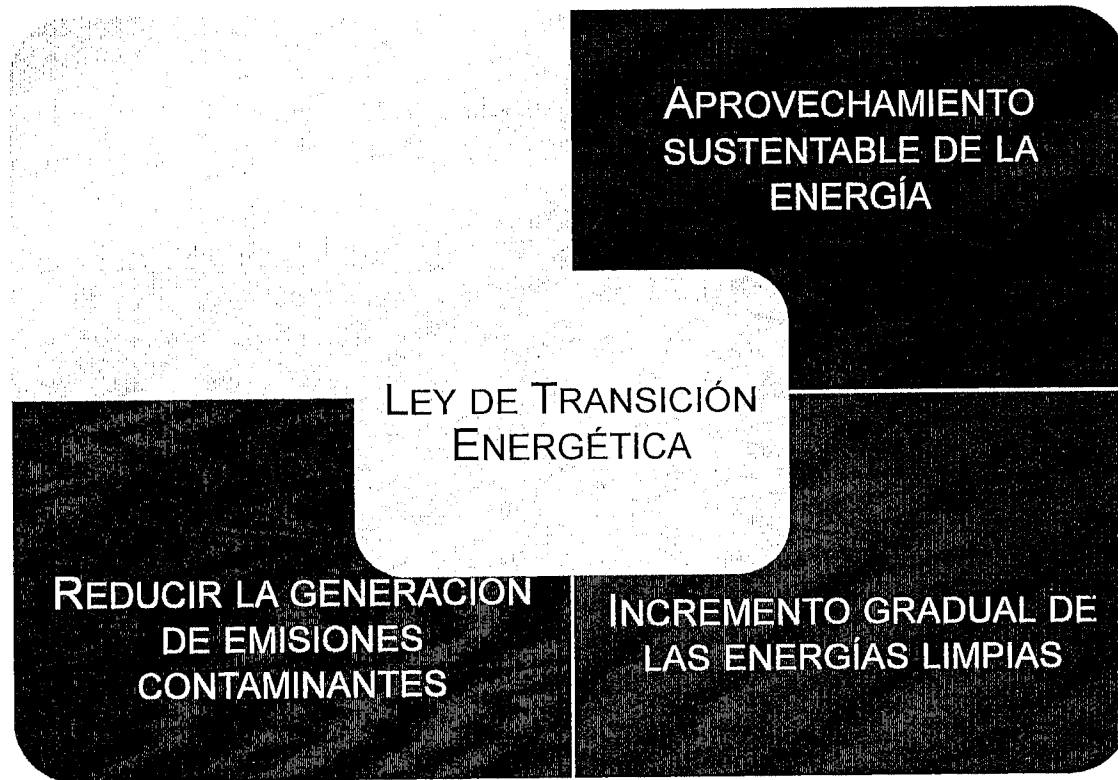 APROVECHAMIENTO
SUSTENTABLE DE LA
ENERGÍA
LEY DE TRANSICIÓN
ENERGÉTICA
REDUCIR LA GENERACION
DE EMISIONES
CONTAMINANTES
INCREMENTO GRADUAL DE
LAS ENERGÍAS LIMPIAS